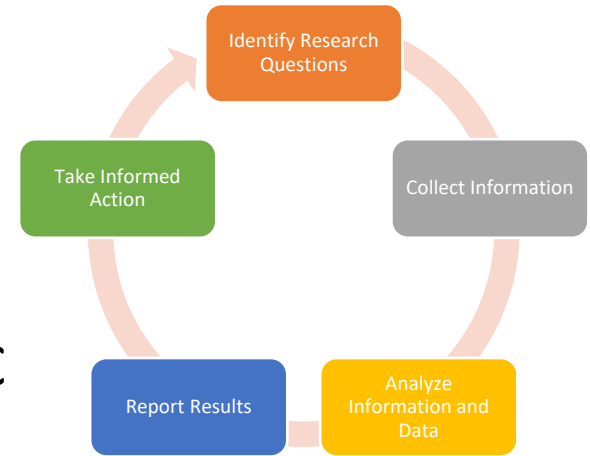 Identify Research
Questions
Take Informed
Action
Collect Information
Report Results
Analyze
Information and
Data